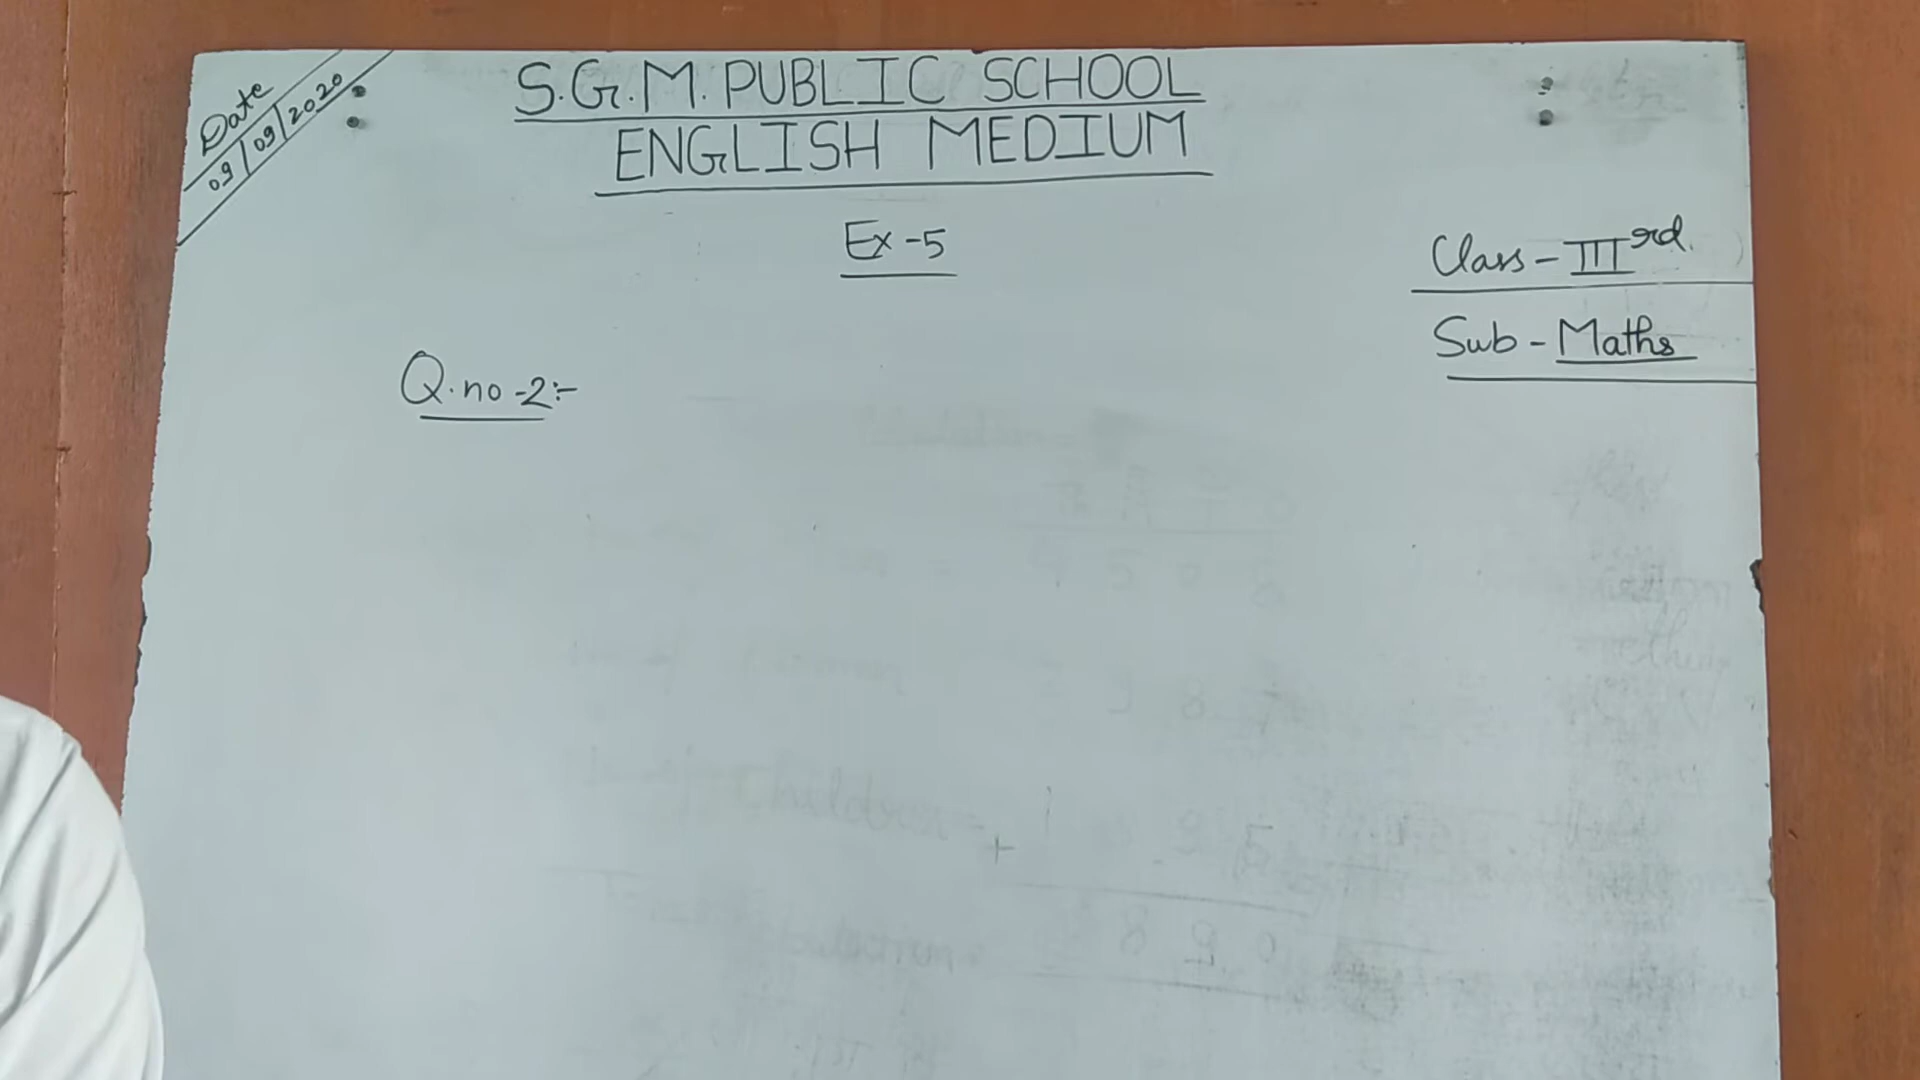 Date
09/09/2020
S.G.M. PUBLIC SCHOOL
ENGLISH MEDIUM
Ex-5
Class - III rd.
Sub - Maths
Q.no-2:-